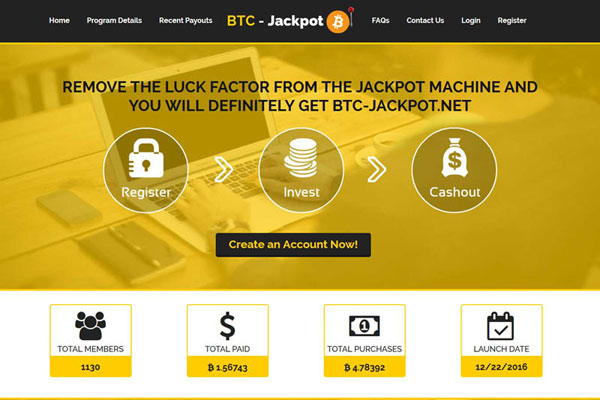 Home Program Details Recent Payouts BTC - Jackpot FAQs Contact Us Login Register
REMOVE THE LUCK FACTOR FROM THE JACKPOT MACHINE AND
YOU WILL DEFINITELY GET BTC-JACKPOT.NET
Register Invest Cashout
Create an Account Now!
TOTAL MEMBERS TOTAL PAID TOTAL PURCHASES LAUNCH DATE
1130 ₿ 1.56743 ₿ 4.78392 12/22/2016